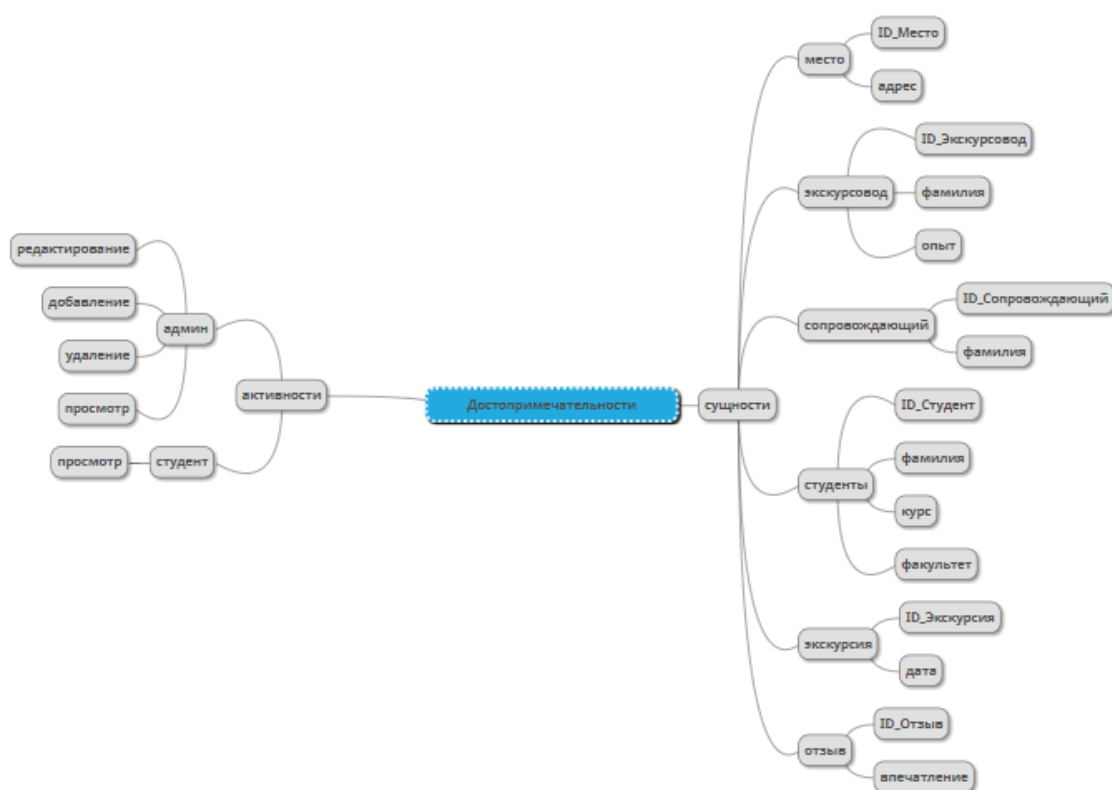 Достопримечательности
сущности
место
ID_Место
адрес
экскурсовод
ID_Экскурсовод
фамилия
опыт
сопровождающий
ID_Сопровождающий
фамилия
студенты
ID_Студент
фамилия
курс
факультет
экскурсия
ID_Экскурсия
дата
отзыв
ID_Отзыв
впечатление
активности
админ
редактирование
добавление
удаление
просмотр
студент
просмотр